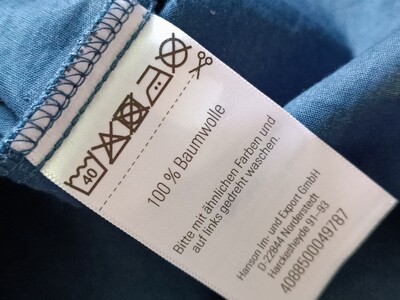 40
100 % Baumwolle
Bitte mit ähnlichen Farben und
auf links gedreht waschen.
Hanson Im. und Export GmbH
D-22844 Norderstedt
Harckesheyde 91-93
4088500049787